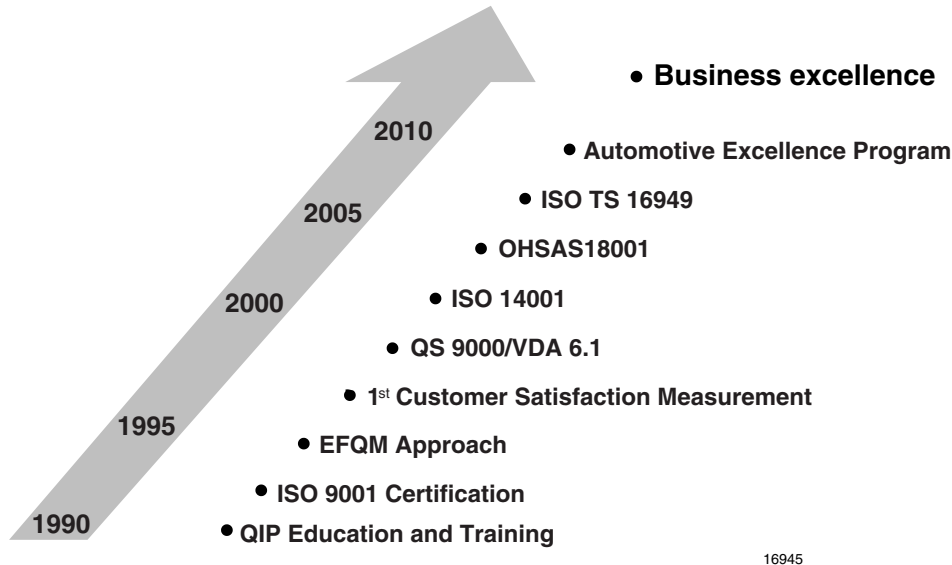 • Business excellence
2010
• Automotive Excellence Program
• ISO TS 16949
2005
• OHSAS18001
2000
• ISO 14001
• QS 9000/VDA 6.1
• 1st Customer Satisfaction Measurement
1995
• EFQM Approach
• ISO 9001 Certification
1990
• QIP Education and Training
16945